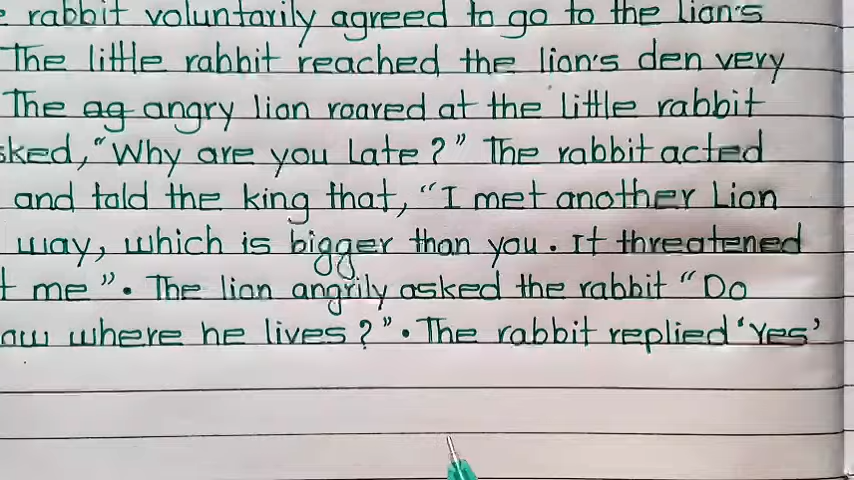 rabbit voluntarily agreed to go to the lion's
The little rabbit reached the lion's den very
The ag angry lion roared at the little rabbit
sked, "Why are you late?" The rabbit acted
and told the king that, "I met another Lion
way, which is bigger than you. It threatened
t me". The lion angrily asked the rabbit "Do
ow where he lives?". The rabbit replied 'Yes'